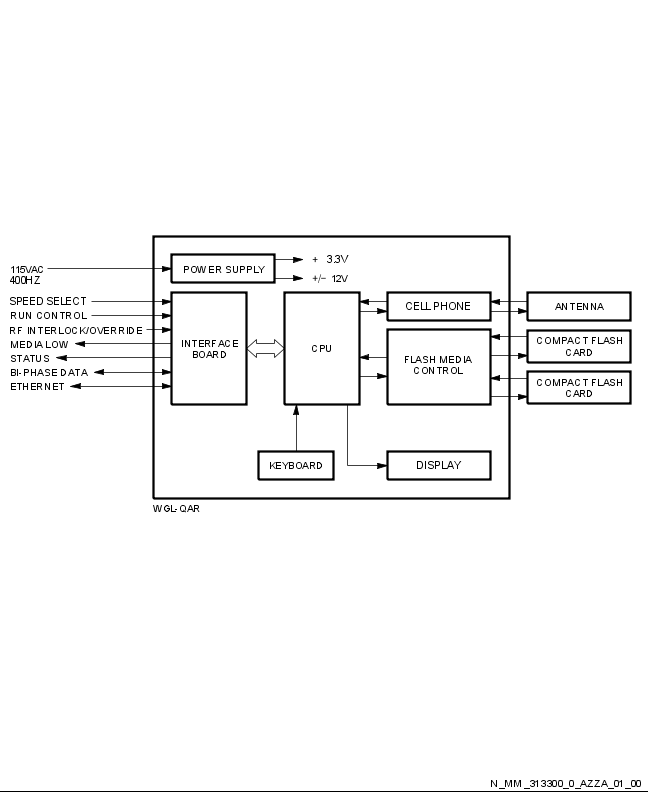 115VAC
400HZ
POWER SUPPLY
+ 3.3V
+/− 12V
SPEED SELECT
RUN CONTROL
RF INTERLOCK/OVERRIDE
MEDIA LOW
STATUS
BI-PHASE DATA
ETHERNET
INTERFACE
BOARD
CPU
CELL PHONE
ANTENNA
FLASH MEDIA
CONTROL
COMPACT FLASH
CARD
COMPACT FLASH
CARD
KEYBOARD
DISPLAY
WGL-QAR
N_MM_313300_0_AZZA_01_00